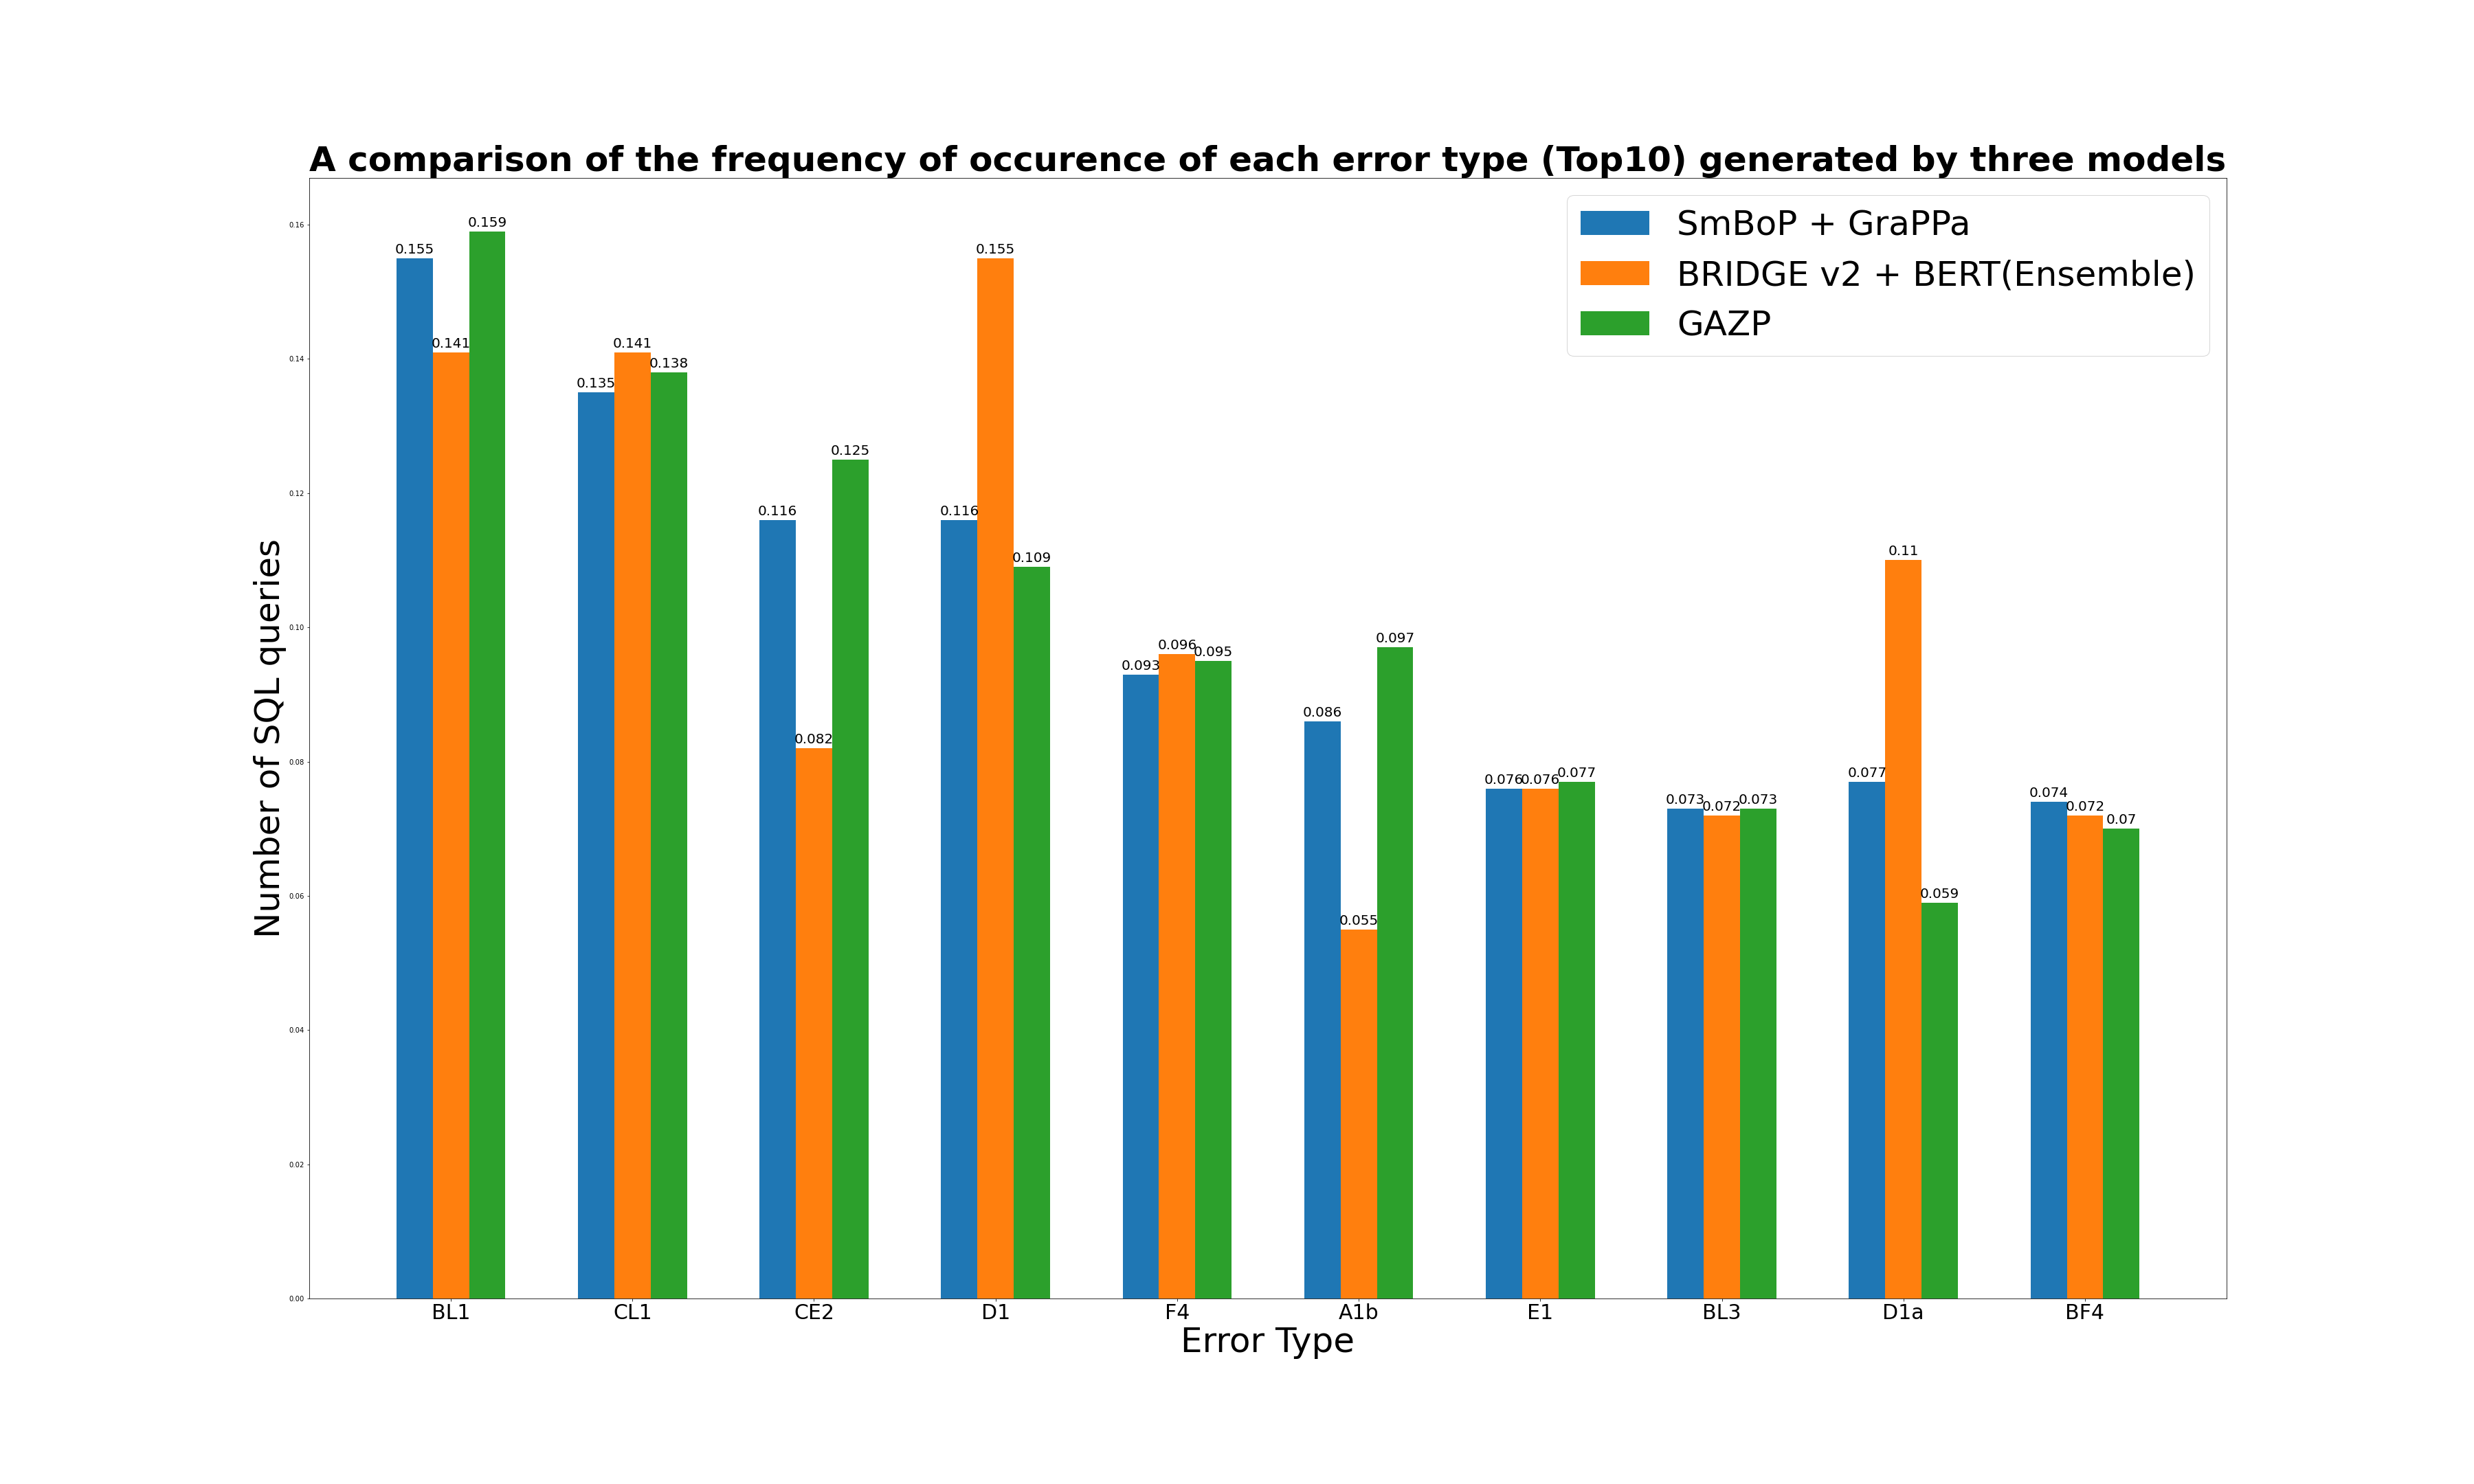 A comparison of the frequency of occurence of each error type (Top10) generated by three models
SmBoP + GraPPa
BRIDGE v2 + BERT(Ensemble)
GAZP
Number of SQL queries
0.16
0.14
0.12
0.10
0.08
0.06
0.04
0.02
0.00
0.155 0.141 0.159
0.135 0.141 0.138
0.116 0.082 0.125
0.116 0.155 0.109
0.093 0.096 0.095
0.086 0.055 0.097
0.076 0.076 0.077
0.073 0.072 0.073
0.077 0.11 0.059
0.074 0.072 0.07
BL1 CL1 CE2 D1 F4 A1b E1 BL3 D1a BF4
Error Type